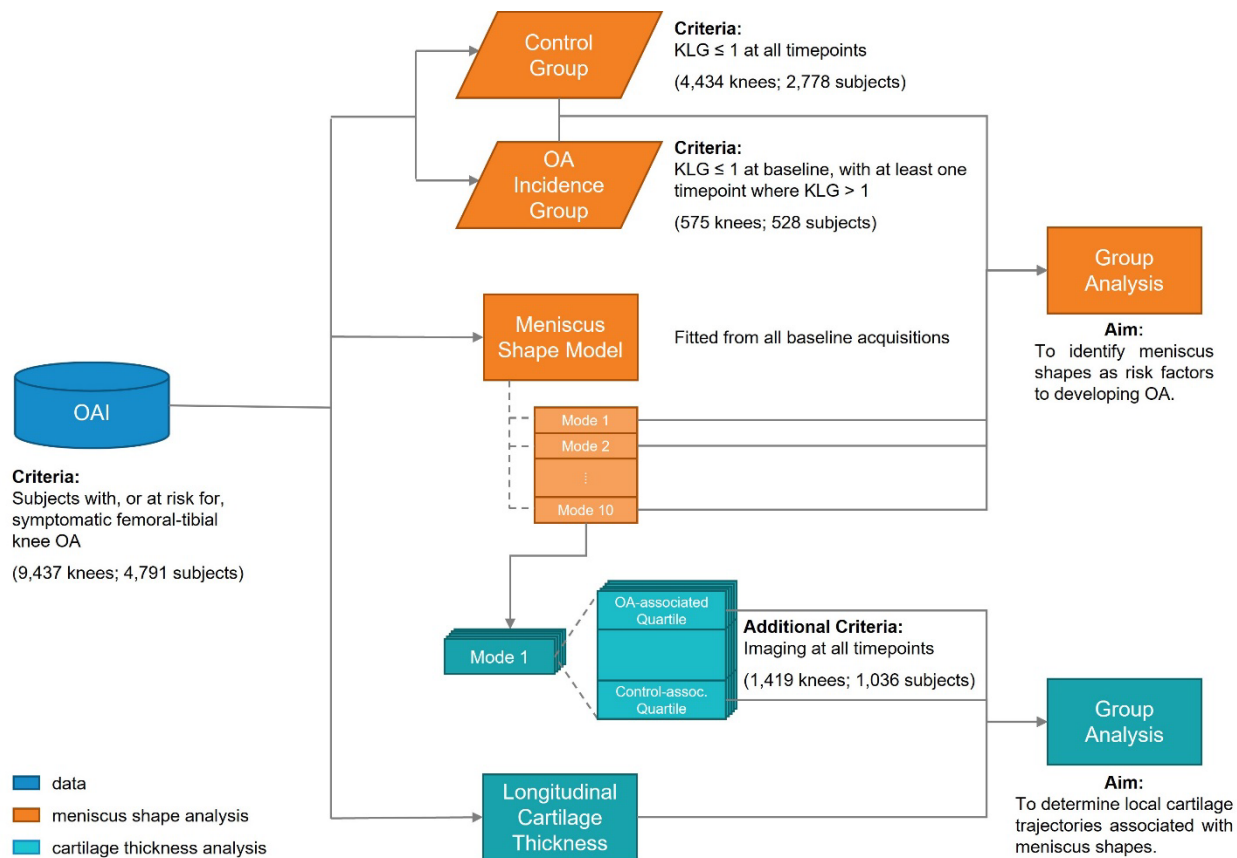 Control
Group
Criteria:
KLG ≤ 1 at all timepoints
(4,434 knees; 2,778 subjects)
OA
Incidence
Group
Criteria:
KLG ≤ 1 at baseline, with at least one
timepoint where KLG > 1
(575 knees; 528 subjects)
Group
Analysis
Aim:
To identify meniscus
shapes as risk factors
to developing OA.
Meniscus
Shape Model
Fitted from all baseline acquisitions
Mode 1
Mode 2
⋮
Mode 10
OAI
Criteria:
Subjects with, or at risk for,
symptomatic femoral-tibial
knee OA
(9,437 knees; 4,791 subjects)
Mode 1
OA-associated
Quartile
Control-assoc.
Quartile
Additional Criteria:
Imaging at all timepoints
(1,419 knees; 1,036 subjects)
Group
Analysis
Aim:
To determine local cartilage
trajectories associated with
meniscus shapes.
Longitudinal
Cartilage
Thickness
data
meniscus shape analysis
cartilage thickness analysis